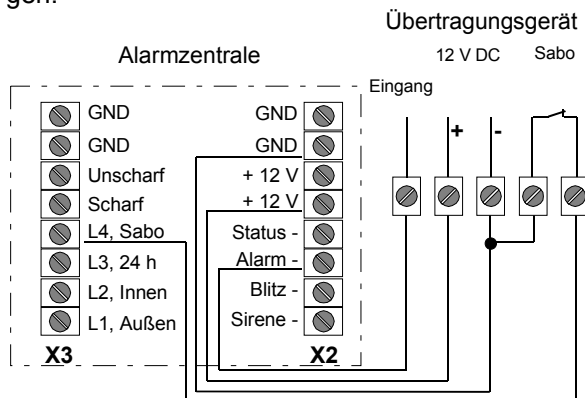 gen.
Übertragungsgerät
Alarmzentrale
12 V DC Sabo
Eingang
+ -
GND GND
GND GND
Unscharf + 12 V
Scharf + 12 V
L4, Sabo Status -
L3, 24 h Alarm -
L2, Innen Blitz -
L1, Außen Sirene -
X3 X2